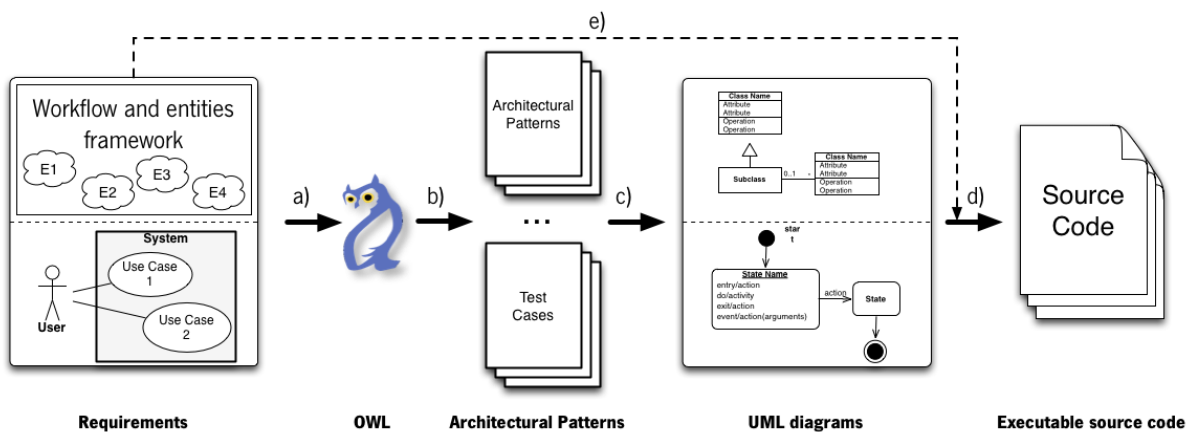 e)
Workflow and entities
framework
E1
E2
E3
E4
System
Use Case
1
Use Case
2
User
a)
b)
Architectural
Patterns
...
Test
Cases
c)
Class Name
Attribute
Attribute
Operation
Operation
Subclass
0..1
-
Class Name
Attribute
Attribute
Operation
Operation
star
t
State Name
entry/action
do/activity
exit/action
event/action(arguments)
action
State
d)
Source
Code
Requirements
OWL
Architectural Patterns
UML diagrams
Executable source code